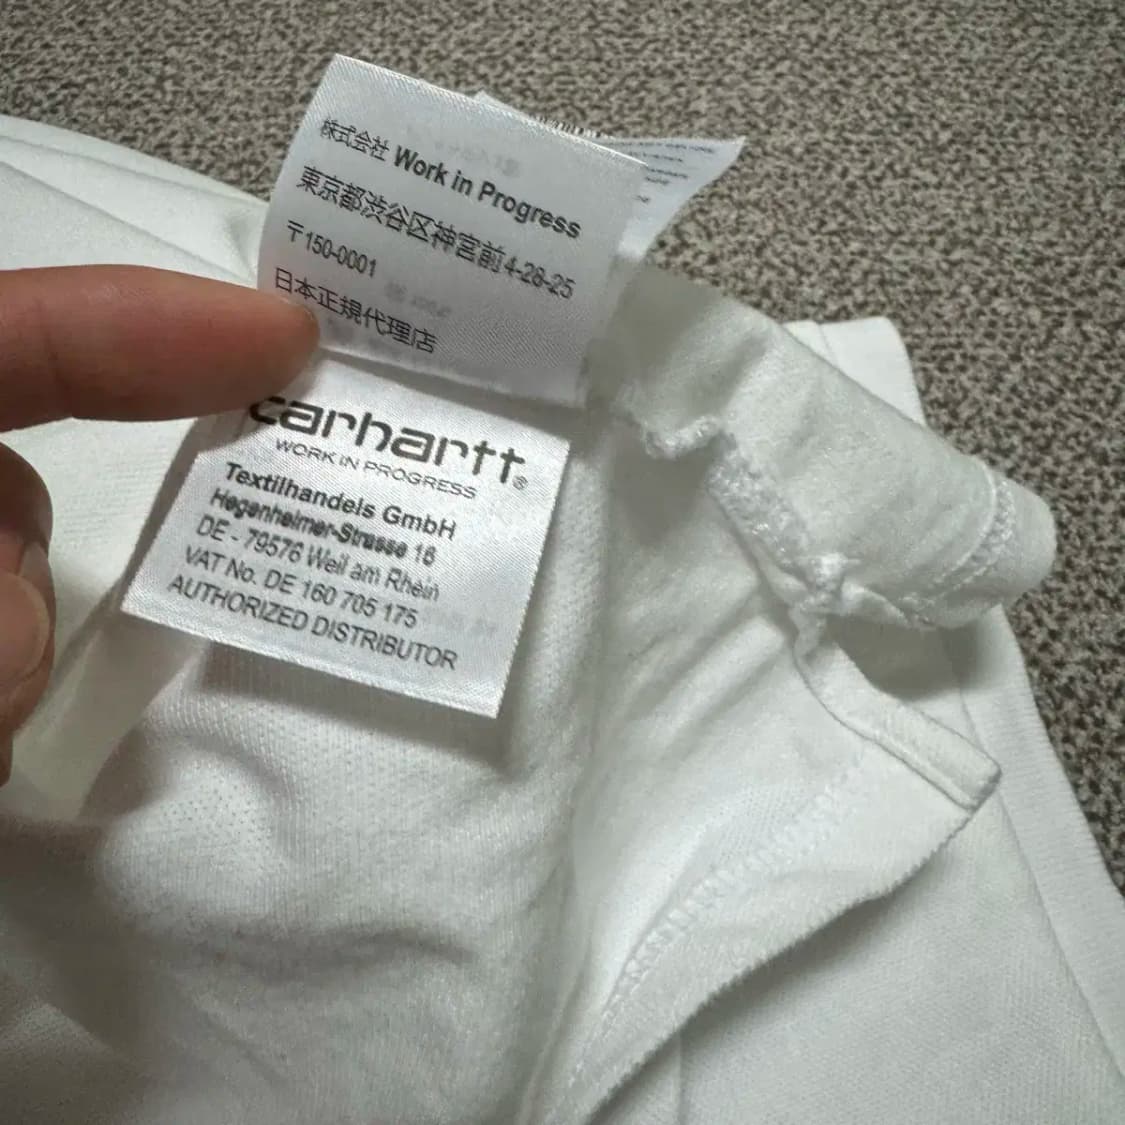 株式会社 Work in Progress
東京都渋谷区神宮前4-28-25
〒150-0001
日本正規代理店
carhartt
WORK IN PROGRESS®
Textilhandels GmbH
Hegenheimer-Strasse 16
DE - 79576 Weil am Rhein
VAT No. DE 160 705 175
AUTHORIZED DISTRIBUTOR